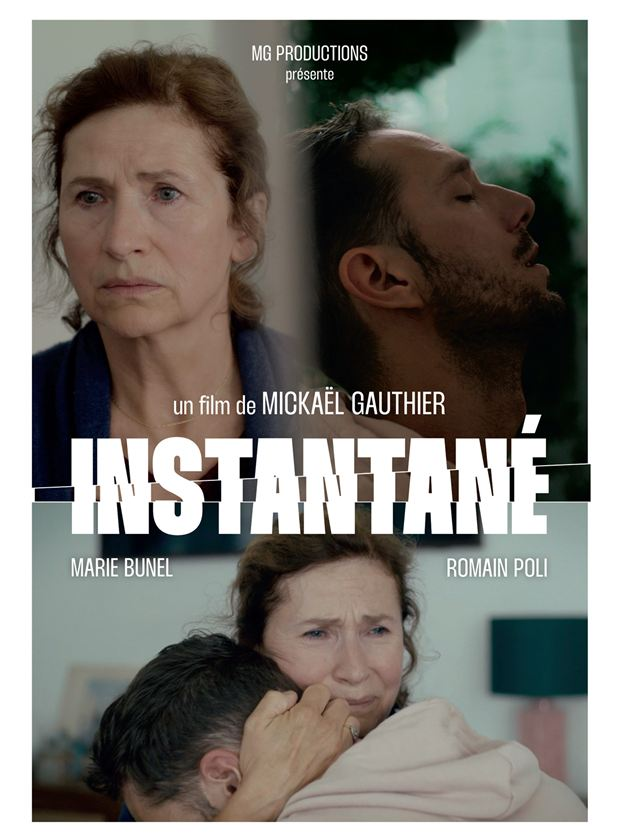 MG PRODUCTIONS
présente
un film de MICKAËL GAUTHIER
INSTANTANÉ
MARIE BUNEL
ROMAIN POLI